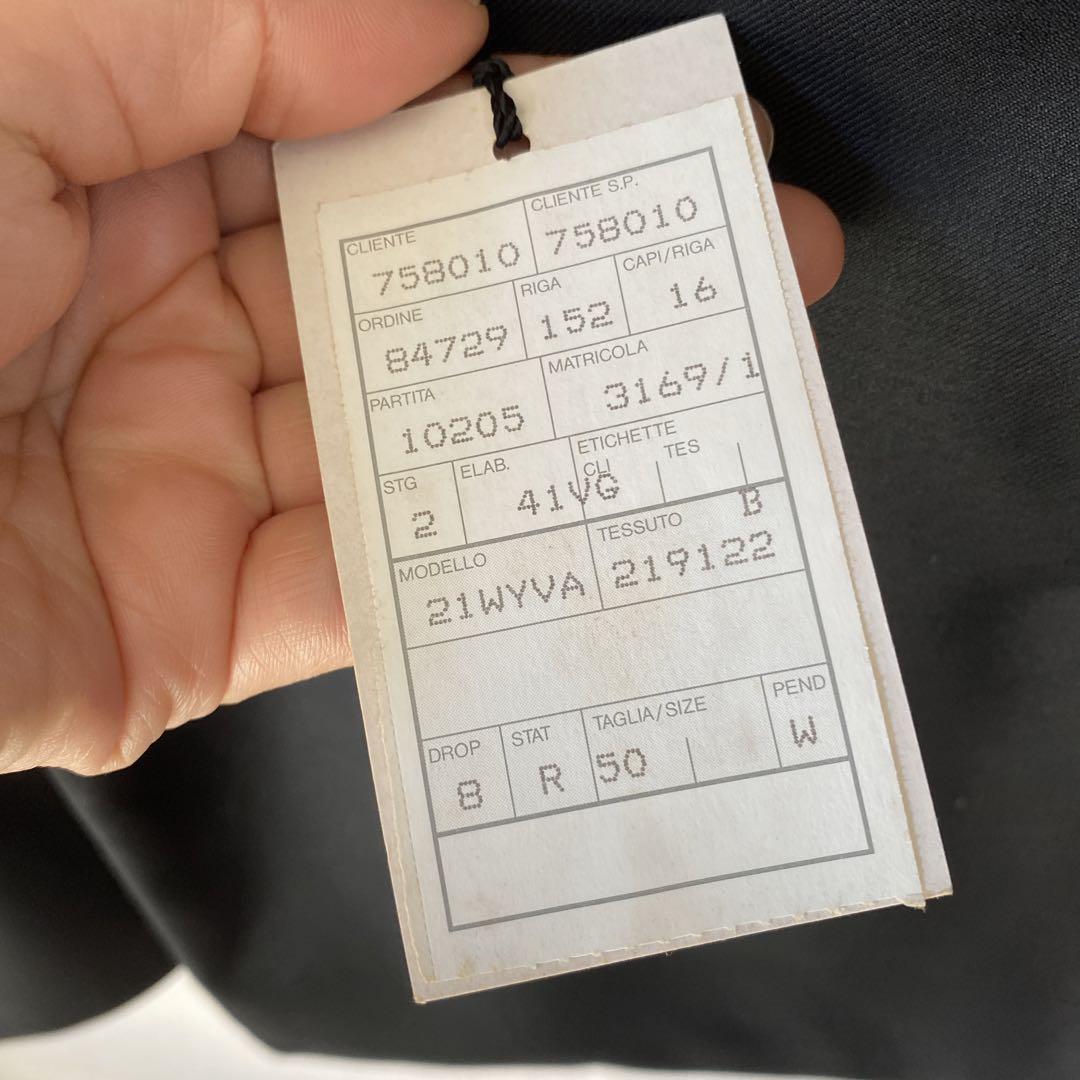 CLIENTE CLIENTE S.P.
758010 758010
ORDINE RIGA CAPI/RIGA
84729 152 16
PARTITA MATRICOLA
10205 3169/1
STG ELAB. ETICHETTE
CLI TES
2 41VG B
MODELLO TESSUTO
21WYVA 219122
DROP STAT TAGLIA/SIZE PEND
8 R 50 W